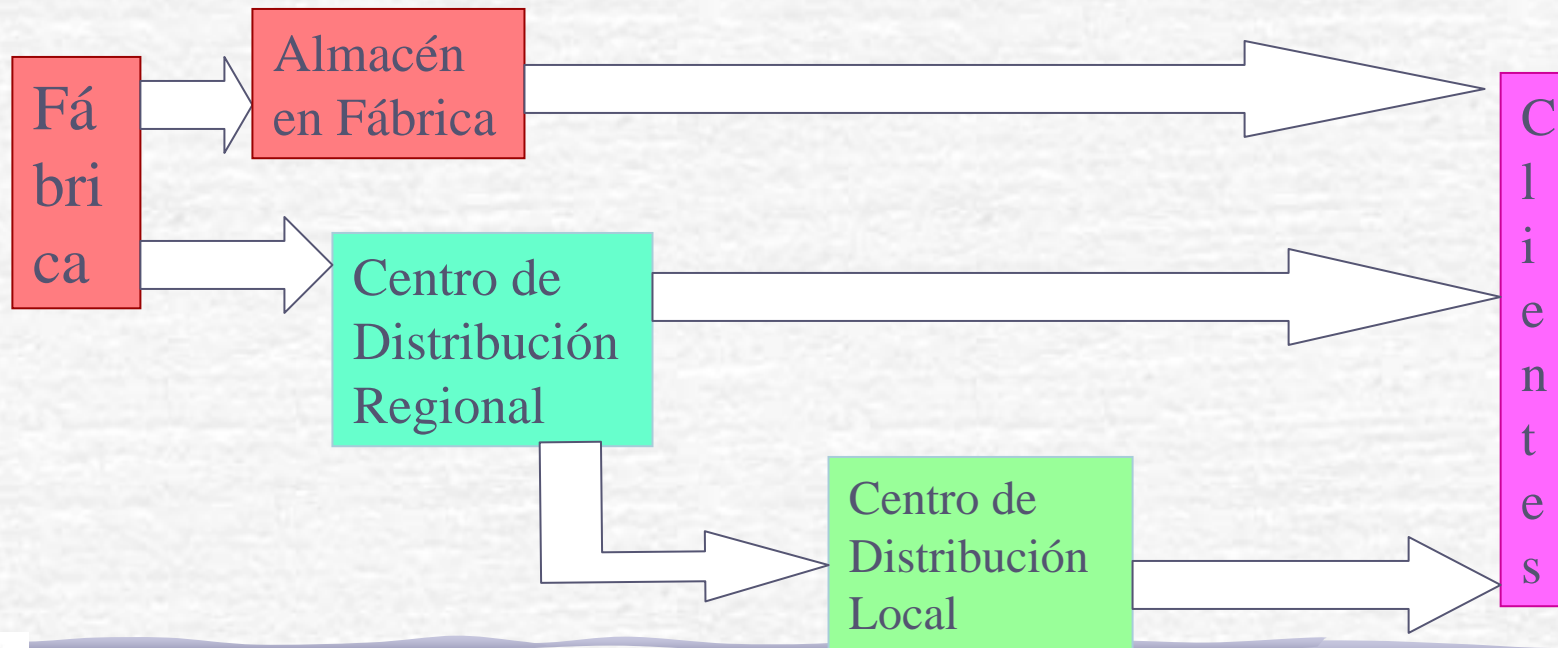 Fá
bri
ca
Almacén
en Fábrica
Centro de
Distribución
Regional
Centro de
Distribución
Local
C
l
i
e
n
t
e
s